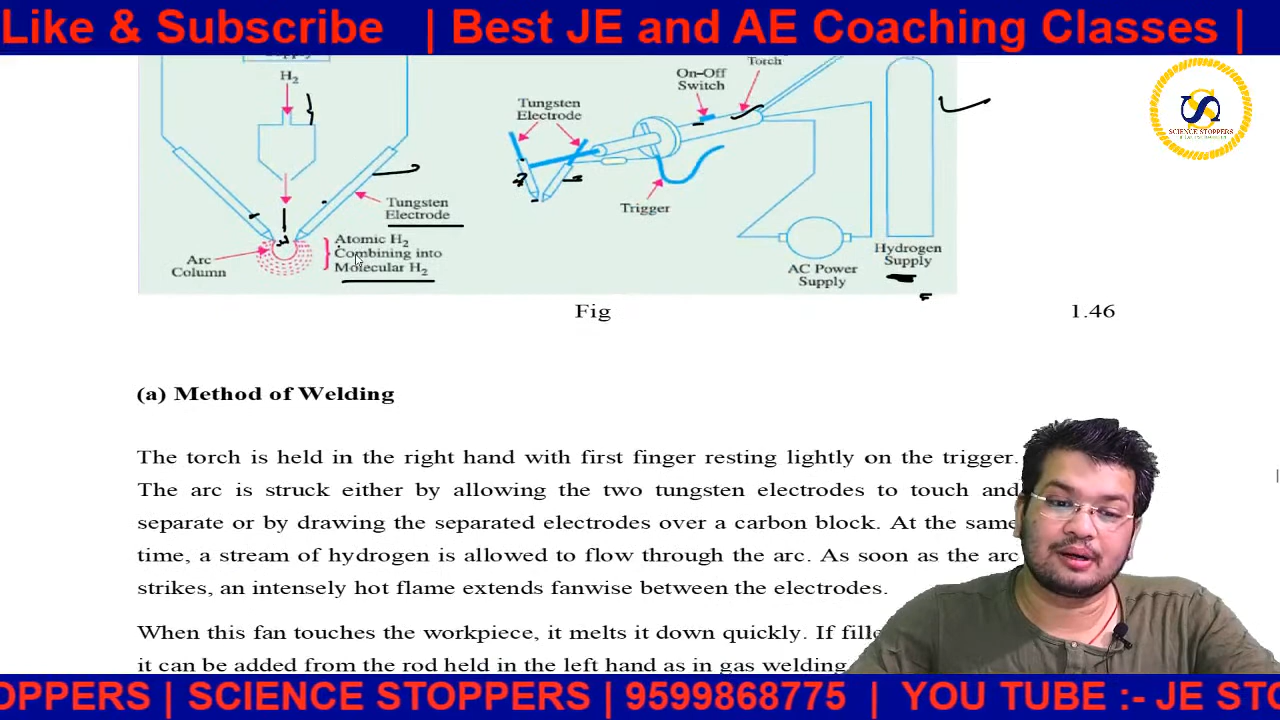 Like & Subscribe | Best JE and AE Coaching Classes |
H₂
Tungsten
Electrode
Arc
Column
Atomic H₂
Combining into
Molecular H₂
Tungsten
Electrode
On-Off
Switch
Torch
Trigger
AC Power
Supply
Hydrogen
Supply
SCIENCE STOPPERS
Fig 1.46
(a) Method of Welding
The torch is held in the right hand with first finger resting lightly on the trigger.
The arc is struck either by allowing the two tungsten electrodes to touch and
separate or by drawing the separated electrodes over a carbon block. At the same
time, a stream of hydrogen is allowed to flow through the arc. As soon as the arc
strikes, an intensely hot flame extends fanwise between the electrodes.
When this fan touches the workpiece, it melts it down quickly. If fille
it can be added from the rod held in the left hand as in gas welding
OPPERS | SCIENCE STOPPERS | 9599868775 | YOU TUBE :- JE STO